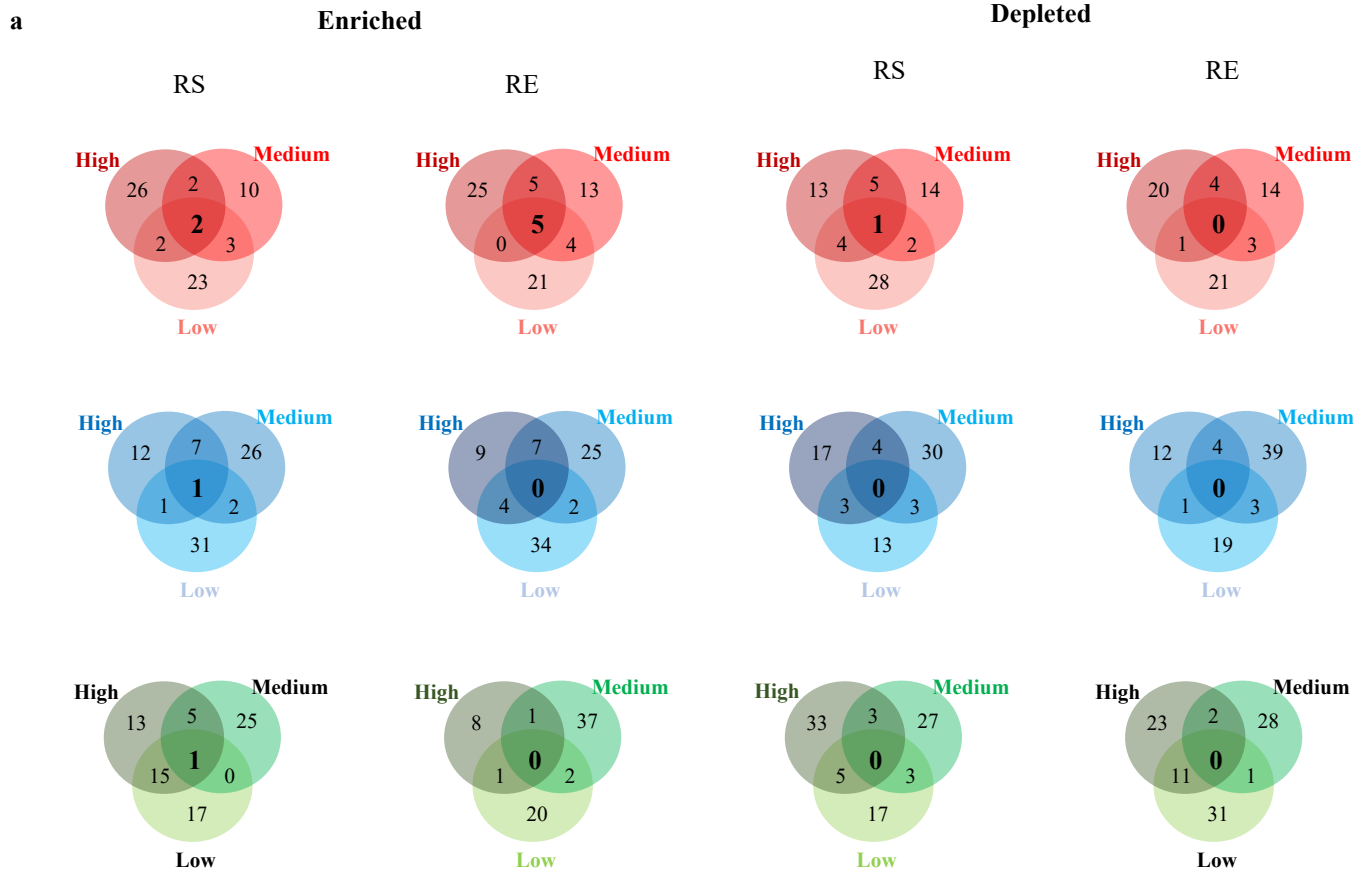 a
Enriched
Depleted
RS RE RS RE
High Medium High Medium High Medium High Medium
26 2 10 25 5 13 13 5 14 20 4 14
2 5 1 0
2 3 0 4 4 2 1 3
23 21 28 21
Low Low Low Low
High Medium High Medium High Medium High Medium
12 7 26 9 7 25 17 4 30 12 4 39
1 0 0 0
1 2 4 2 3 3 1 3
31 34 13 19
Low Low Low Low
High Medium High Medium High Medium High Medium
13 5 25 8 1 37 33 3 27 23 2 28
1 0 0 0
15 0 1 2 5 3 11 1
17 20 17 31
Low Low Low Low